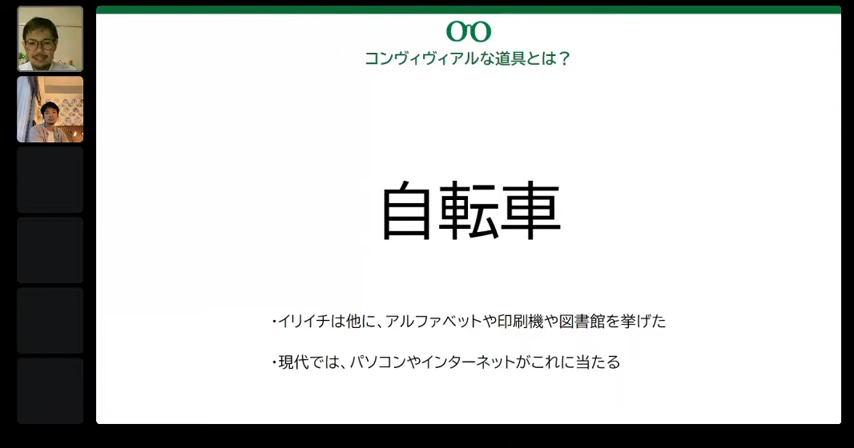 コンヴィヴィアルな道具とは？
自転車
・イリイチは他に、アルファベットや印刷機や図書館を挙げた
・現代では、パソコンやインターネットがこれに当たる